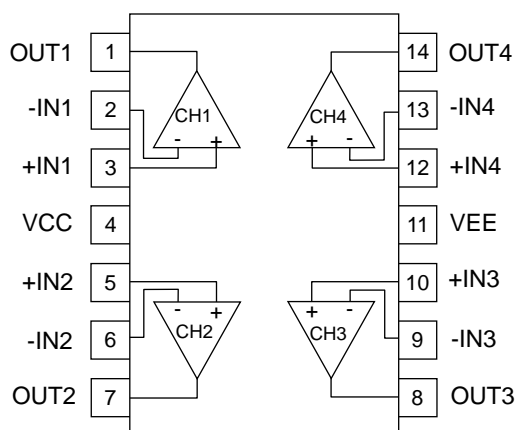 OUT1 1 14 OUT4
-IN1 2 CH1 CH4 13 -IN4
- + + -
+IN1 3 12 +IN4
VCC 4 11 VEE
+IN2 5 10 +IN3
- + + -
-IN2 6 CH2 CH3 9 -IN3
OUT2 7 8 OUT3